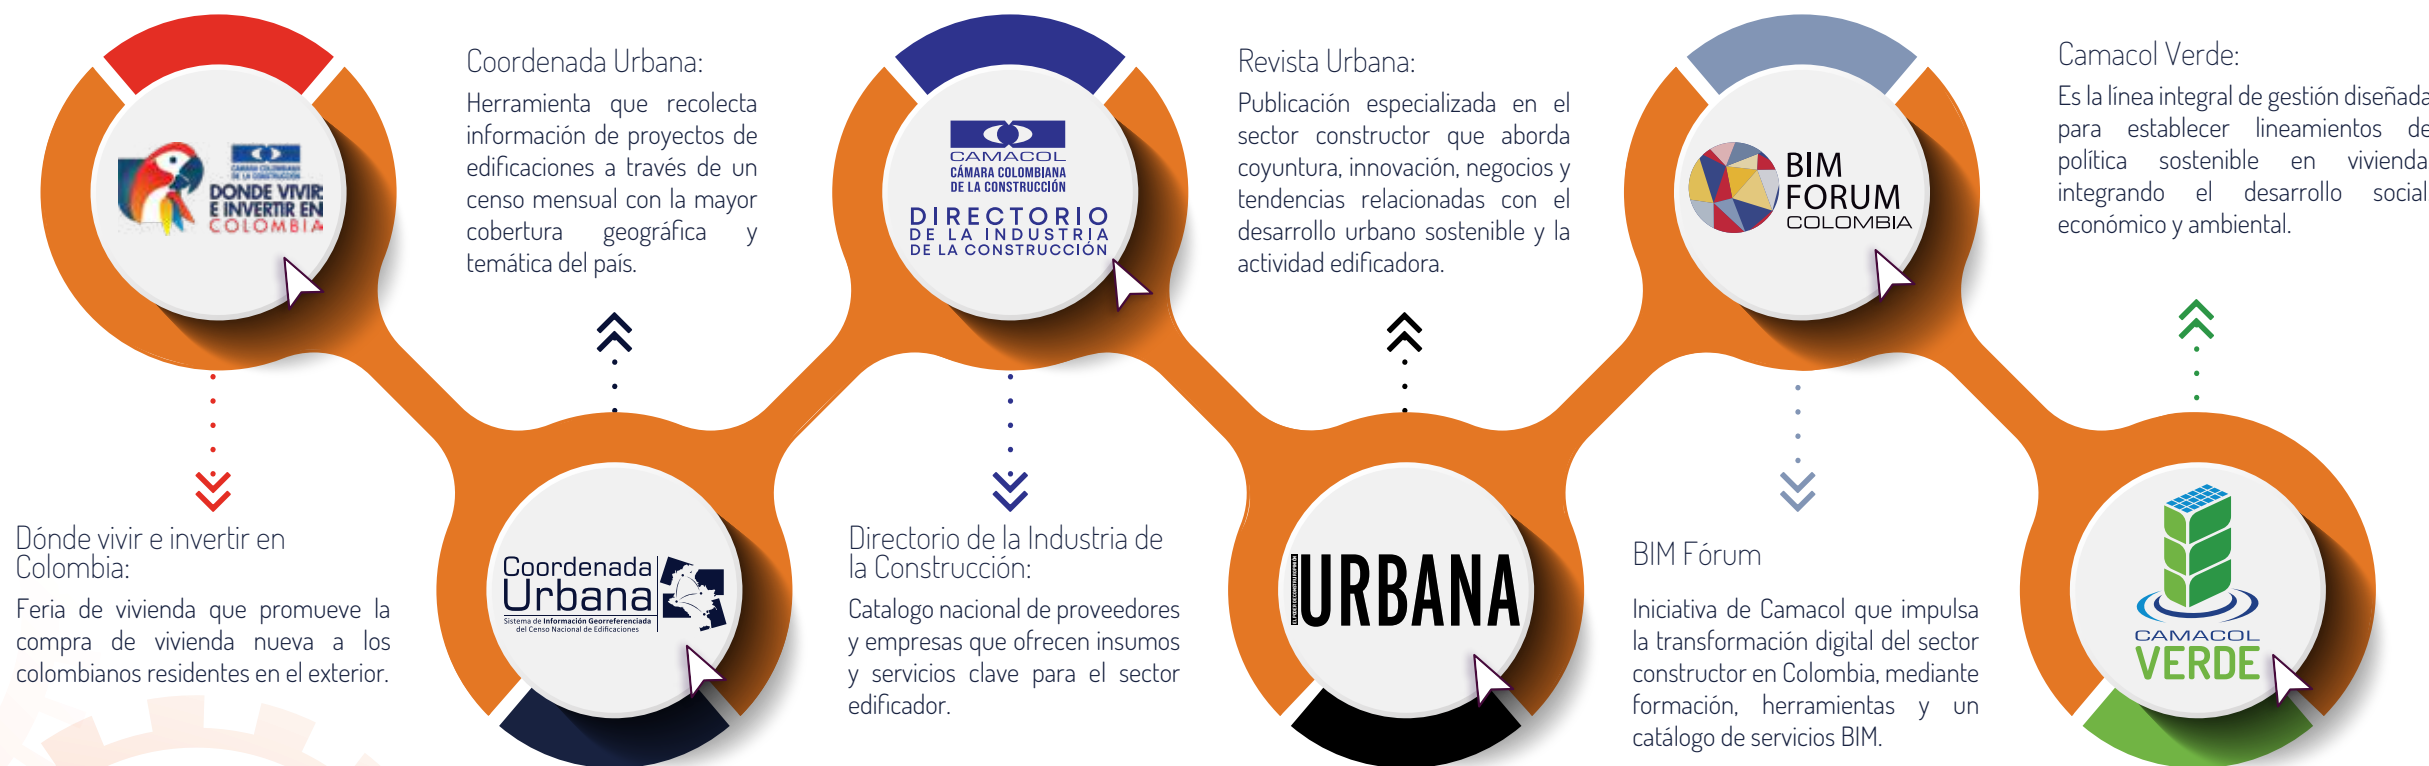 CAMARA COLOMBIANA
DE LA CONSTRUCCIÓN
DONDE VIVIR
E INVERTIR EN
COLOMBIA
Dónde vivir e invertir en
Colombia:
Feria de vivienda que promueve la
compra de vivienda nueva a los
colombianos residentes en el exterior.
Coordenada Urbana:
Herramienta que recolecta
información de proyectos de
edificaciones a través de un
censo mensual con la mayor
cobertura geográfica y
temática del país.
Coordenada
Urbana
Sistema de Información Georreferenciada
del Censo Nacional de Edificaciones
CAMACOL
CÁMARA COLOMBIANA
DE LA CONSTRUCCIÓN
DIRECTORIO
DE LA INDUSTRIA
DE LA CONSTRUCCIÓN
Directorio de la Industria de
la Construcción:
Catalogo nacional de proveedores
y empresas que ofrecen insumos
y servicios clave para el sector
edificador.
Revista Urbana:
Publicación especializada en el
sector constructor que aborda
coyuntura, innovación, negocios y
tendencias relacionadas con el
desarrollo urbano sostenible y la
actividad edificadora.
URBANA
BIM
FORUM
COLOMBIA
BIM Fórum
Iniciativa de Camacol que impulsa
la transformación digital del sector
constructor en Colombia, mediante
formación, herramientas y un
catálogo de servicios BIM.
Camacol Verde:
Es la línea integral de gestión diseñada
para establecer lineamientos de
política sostenible en vivienda
integrando el desarrollo social
económico y ambiental.
CAMACOL
VERDE